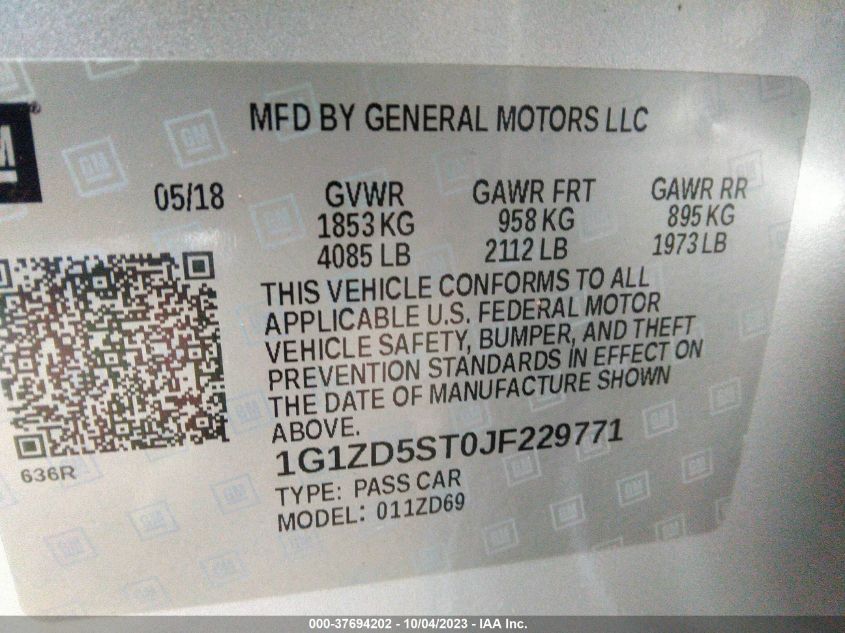 MFD BY GENERAL MOTORS LLC
05/18 GVWR GAWR FRT GAWR RR
1853 KG 958 KG 895 KG
4085 LB 2112 LB 1973 LB
THIS VEHICLE CONFORMS TO ALL
APPLICABLE U.S. FEDERAL MOTOR
VEHICLE SAFETY, BUMPER, AND THEFT
PREVENTION STANDARDS IN EFFECT ON
THE DATE OF MANUFACTURE SHOWN
ABOVE.
1G1ZD5ST0JF229771
TYPE: PASS CAR
MODEL: 011ZD69
636R
000-37694202 - 10/04/2023 - IAA Inc.